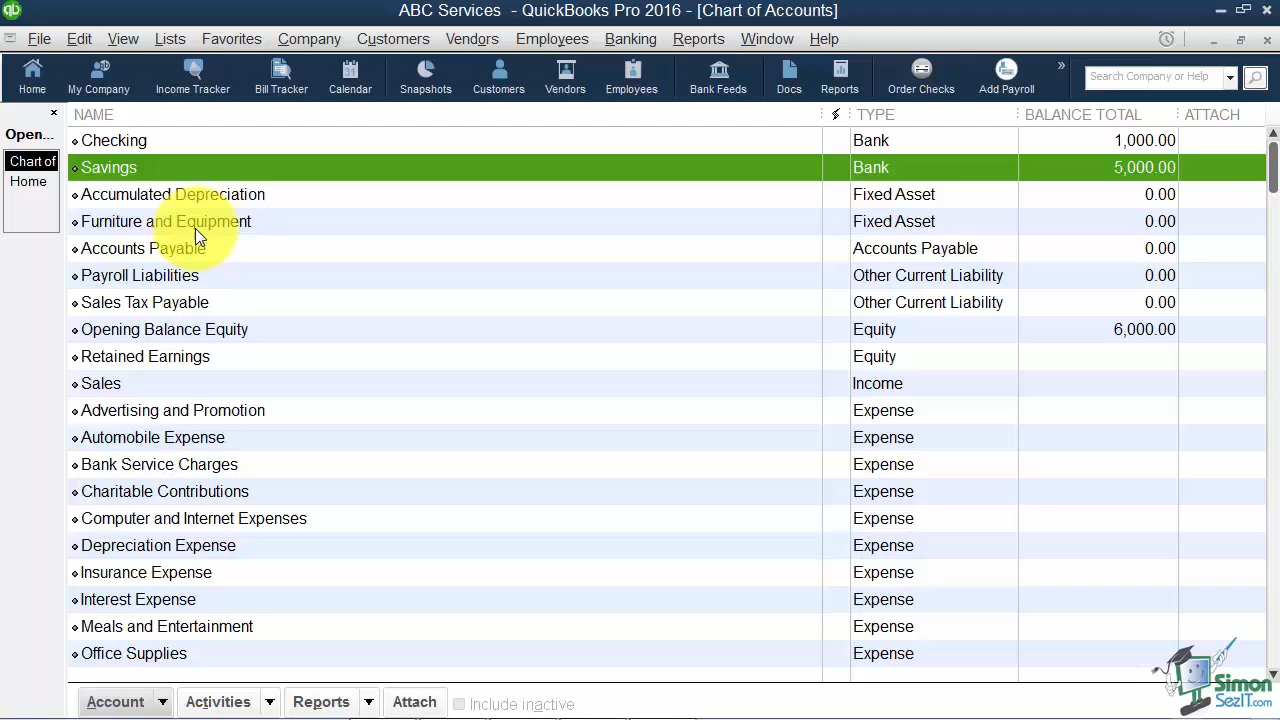 ABC Services - QuickBooks Pro 2016 - [Chart of Accounts]
File Edit View Lists Favorites Company Customers Vendors Employees Banking Reports Window Help
Home My Company Income Tracker Bill Tracker Calendar Snapshots Customers Vendors Employees Bank Feeds Docs Reports Order Checks Add Payroll » Search Company or Help
Open...
Chart of
Home
NAME TYPE BALANCE TOTAL ATTACH
Checking Bank 1,000.00
Savings Bank 5,000.00
Accumulated Depreciation Fixed Asset 0.00
Furniture and Equipment Fixed Asset 0.00
Accounts Payable Accounts Payable 0.00
Payroll Liabilities Other Current Liability 0.00
Sales Tax Payable Other Current Liability 0.00
Opening Balance Equity Equity 6,000.00
Retained Earnings Equity
Sales Income
Advertising and Promotion Expense
Automobile Expense Expense
Bank Service Charges Expense
Charitable Contributions Expense
Computer and Internet Expenses Expense
Depreciation Expense Expense
Insurance Expense Expense
Interest Expense Expense
Meals and Entertainment Expense
Office Supplies Expense
Account Activities Reports Attach Include inactive
Simon
SezIT.com